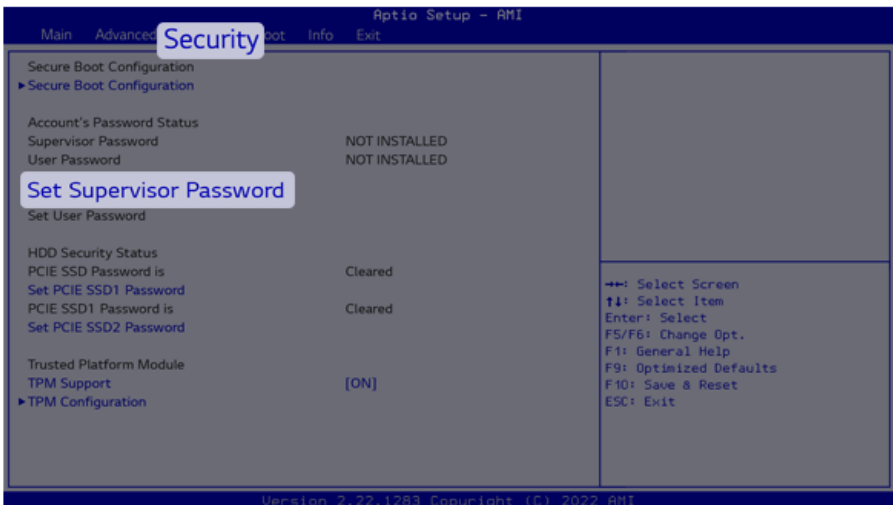 Aptio Setup - AMI
Main Advanced Security Boot Info Exit
Secure Boot Configuration
►Secure Boot Configuration
Account's Password Status
Supervisor Password NOT INSTALLED
User Password NOT INSTALLED
Set Supervisor Password
Set User Password
HDD Security Status
PCIE SSD Password is Cleared
Set PCIE SSD1 Password
PCIE SSD1 Password is Cleared
Set PCIE SSD2 Password
Trusted Platform Module
TPM Support [ON]
►TPM Configuration
→←: Select Screen
↑↓: Select Item
Enter: Select
F5/F6: Change Opt.
F1: General Help
F9: Optimized Defaults
F10: Save & Reset
ESC: Exit
Version 2.22.1283 Copyright (C) 2022 AMI